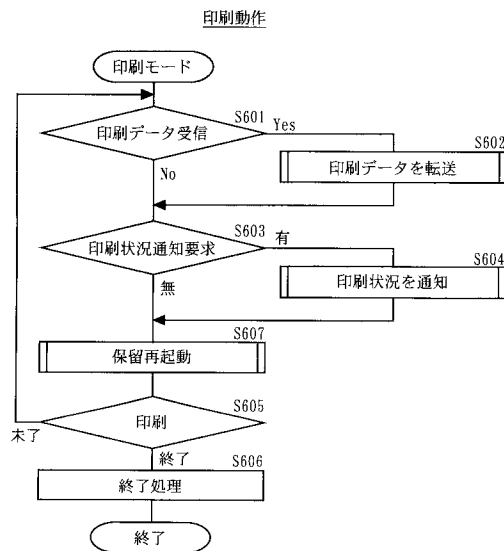 印刷動作
印刷モード
S601
印刷データ受信
Yes
No
S602
印刷データを転送
S603
印刷状況通知要求
有
無
S604
印刷状況を通知
S607
保留再起動
S605
印刷
未了
終了
S606
終了処理
終了